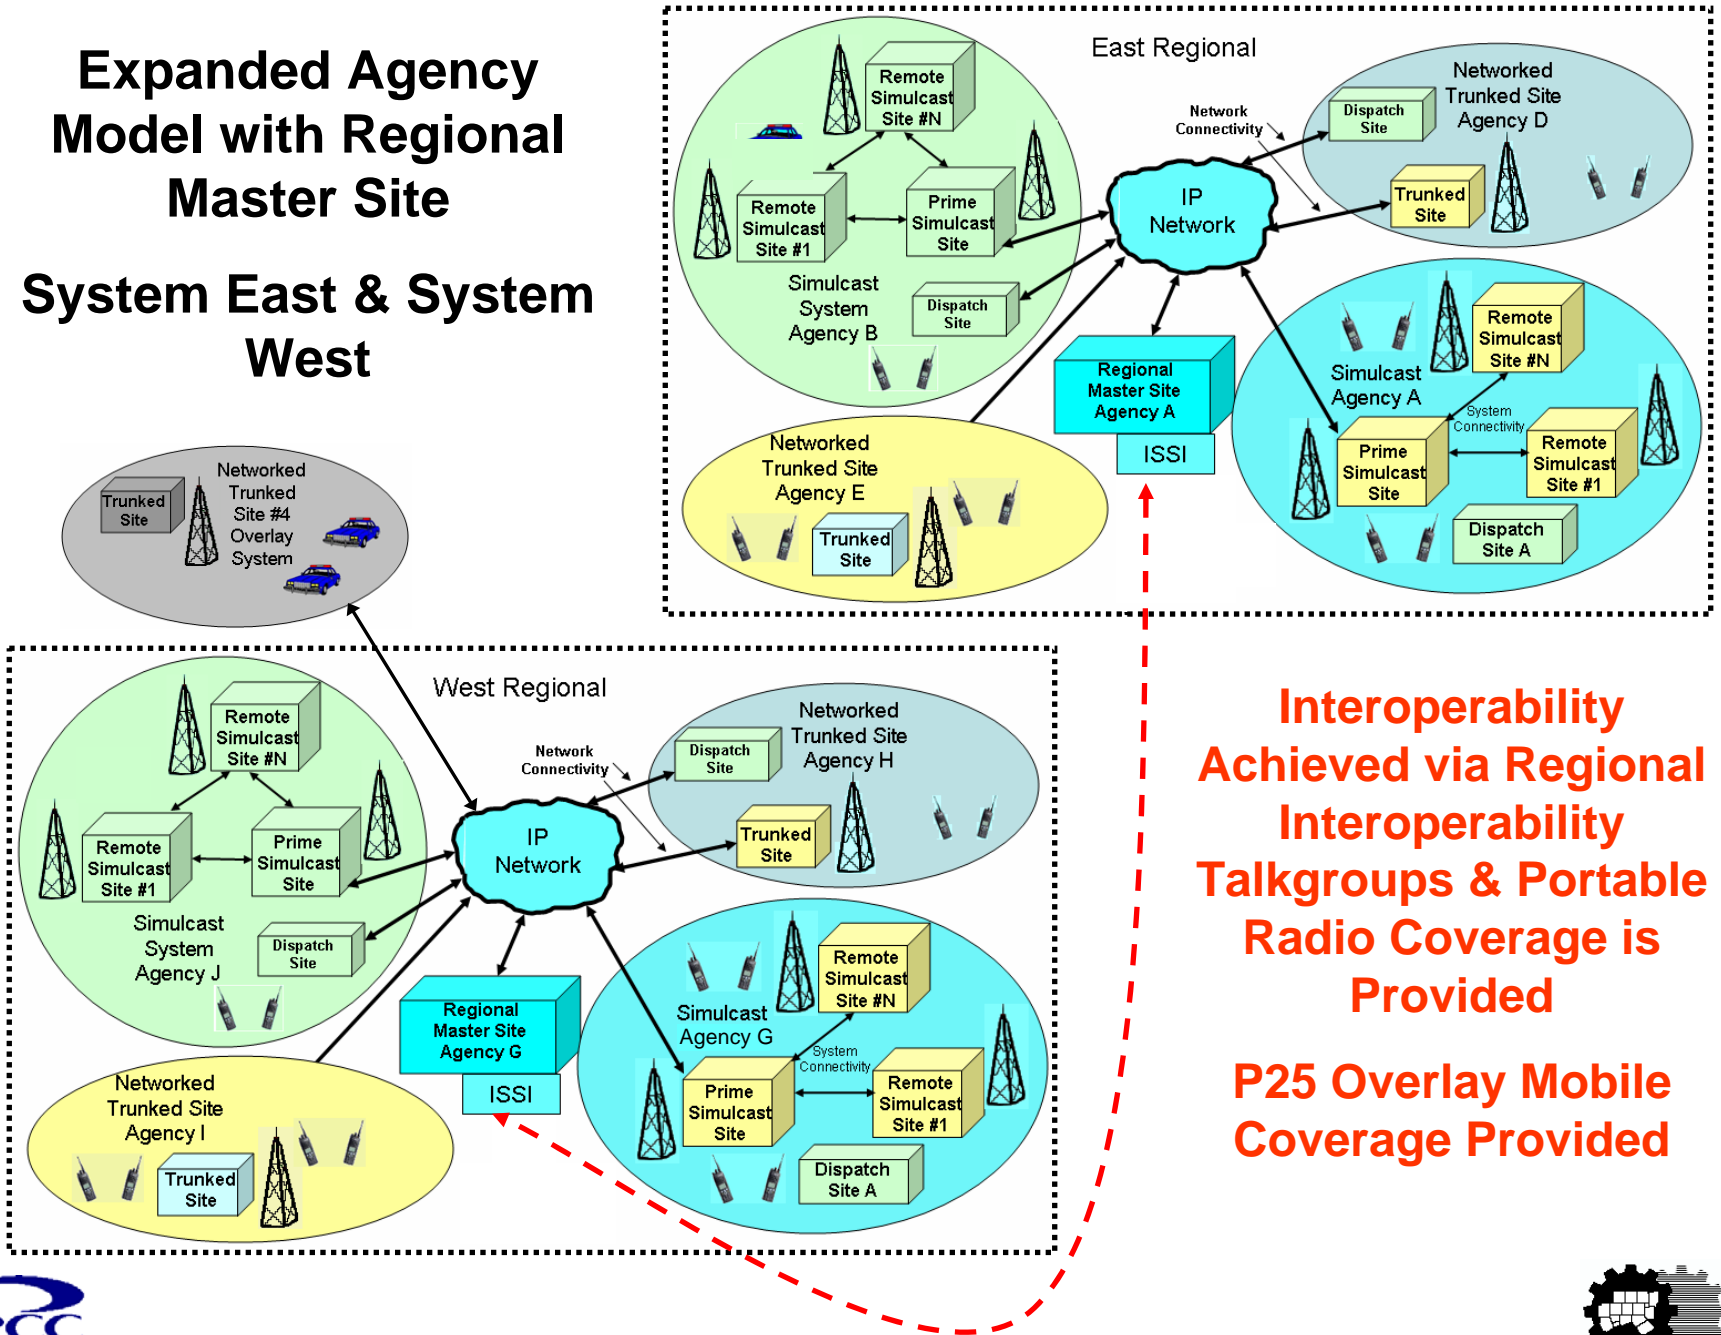 Expanded Agency
Model with Regional
Master Site
System East & System
West
East Regional
Remote
Simulcast
Site #N
Remote
Simulcast
Site #1
Prime
Simulcast
Site
Simulcast
System
Agency B
Dispatch
Site
Network
Connectivity
IP
Network
Networked
Trunked Site
Agency D
Dispatch
Site
Trunked
Site
Regional
Master Site
Agency A
ISSI
Simulcast
Agency A
Remote
Simulcast
Site #N
System
Connectivity
Prime
Simulcast
Site
Remote
Simulcast
Site #1
Dispatch
Site A
Networked
Trunked Site
Agency E
Trunked
Site
Networked
Trunked
Site #4
Overlay
System
Trunked
Site
West Regional
Remote
Simulcast
Site #N
Remote
Simulcast
Site #1
Prime
Simulcast
Site
Simulcast
System
Agency J
Dispatch
Site
Network
Connectivity
IP
Network
Networked
Trunked Site
Agency H
Dispatch
Site
Trunked
Site
Regional
Master Site
Agency G
ISSI
Simulcast
Agency G
Remote
Simulcast
Site #N
System
Connectivity
Prime
Simulcast
Site
Remote
Simulcast
Site #1
Dispatch
Site A
Networked
Trunked Site
Agency I
Trunked
Site
Interoperability
Achieved via Regional
Interoperability
Talkgroups & Portable
Radio Coverage is
Provided
P25 Overlay Mobile
Coverage Provided